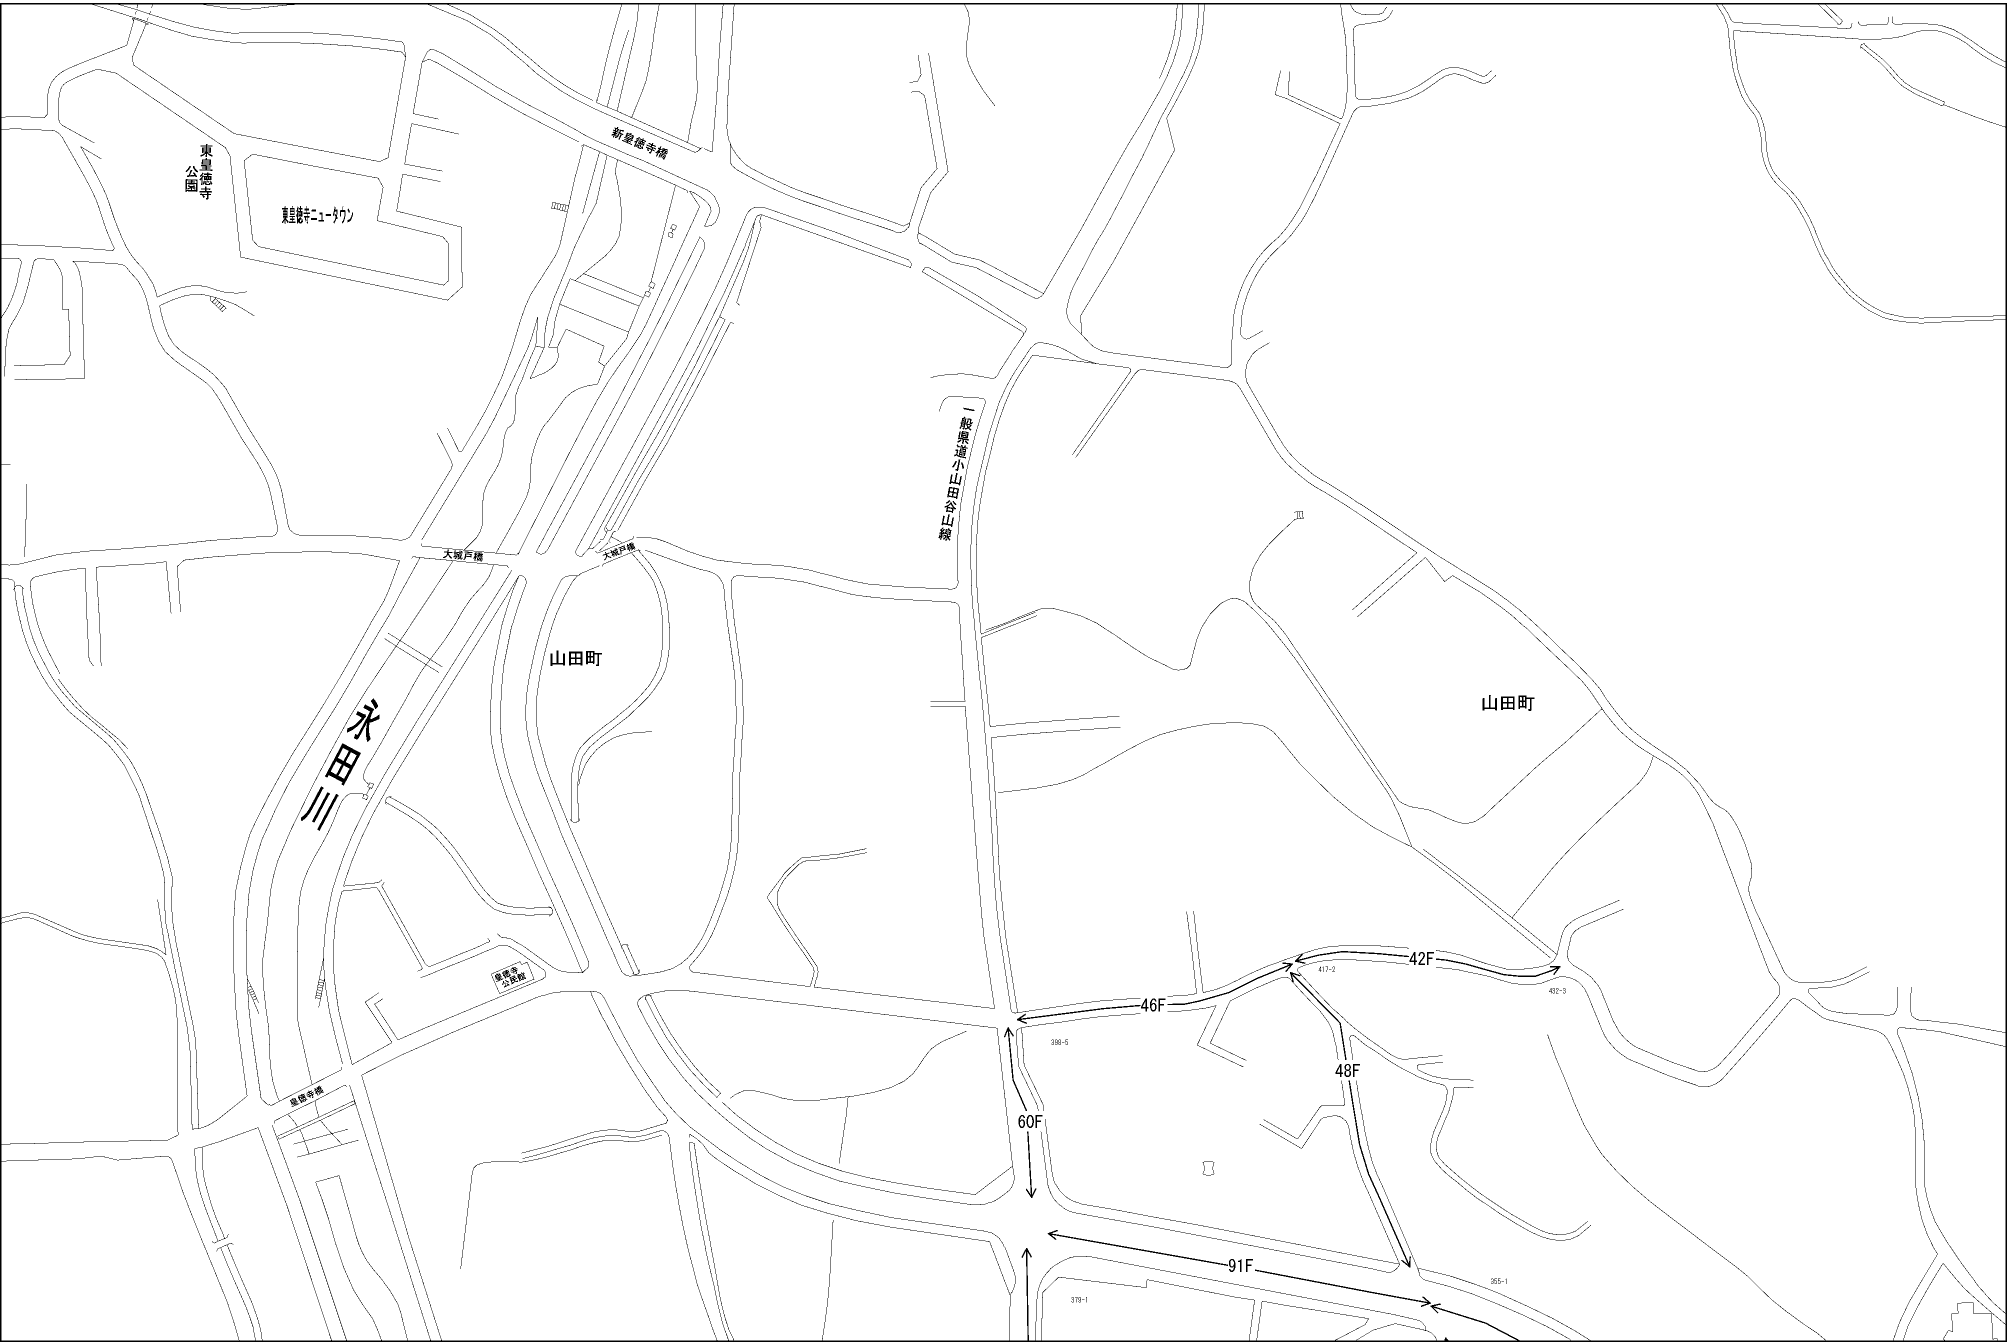 新皇徳寺橋
東皇徳寺
公園
東皇徳寺ニュータウン
一般県道小山田谷山線
大城戸橋
大城戸橋
山田町
山田町
永田川
皇徳寺
公民館
42F
417-2
432-3
46F
398-5
48F
皇徳寺橋
60F
91F
355-1
379-1